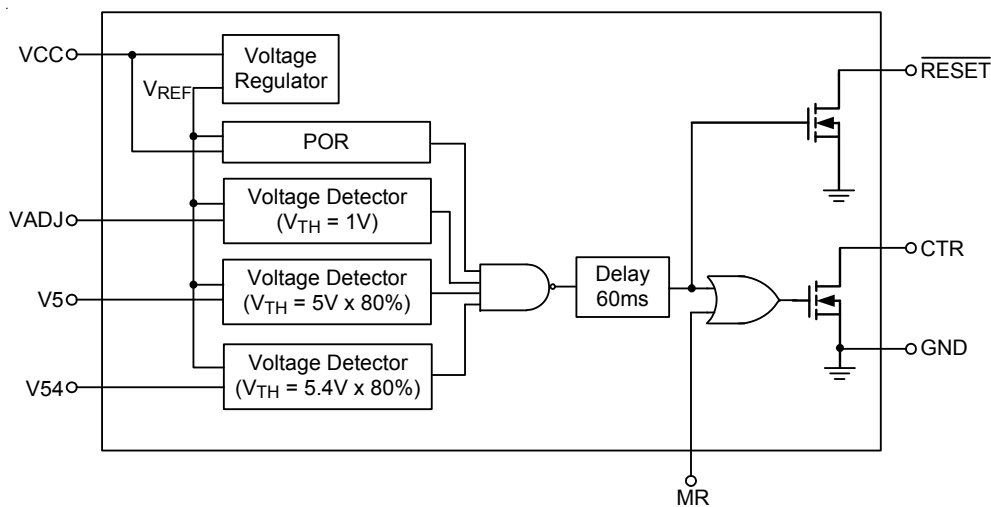 VCC
Voltage
Regulator
VREF
RESET
POR
VADJ
Voltage Detector
(VTH = 1V)
CTR
V5
Voltage Detector
(VTH = 5V x 80%)
Delay
60ms
GND
V54
Voltage Detector
(VTH = 5.4V x 80%)
MR